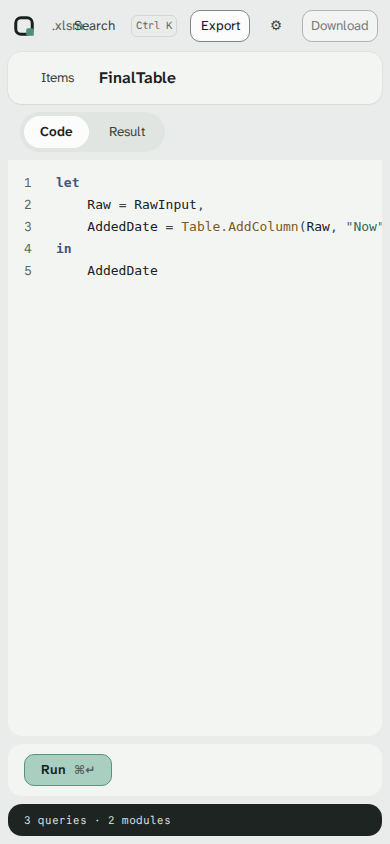 .xlsm Search Ctrl K Export ⚙ Download
Items FinalTable
Code Result
1 let
2 Raw = RawInput,
3 AddedDate = Table.AddColumn(Raw, "Now"
4 in
5 AddedDate
Run ⌘↵
3 queries · 2 modules